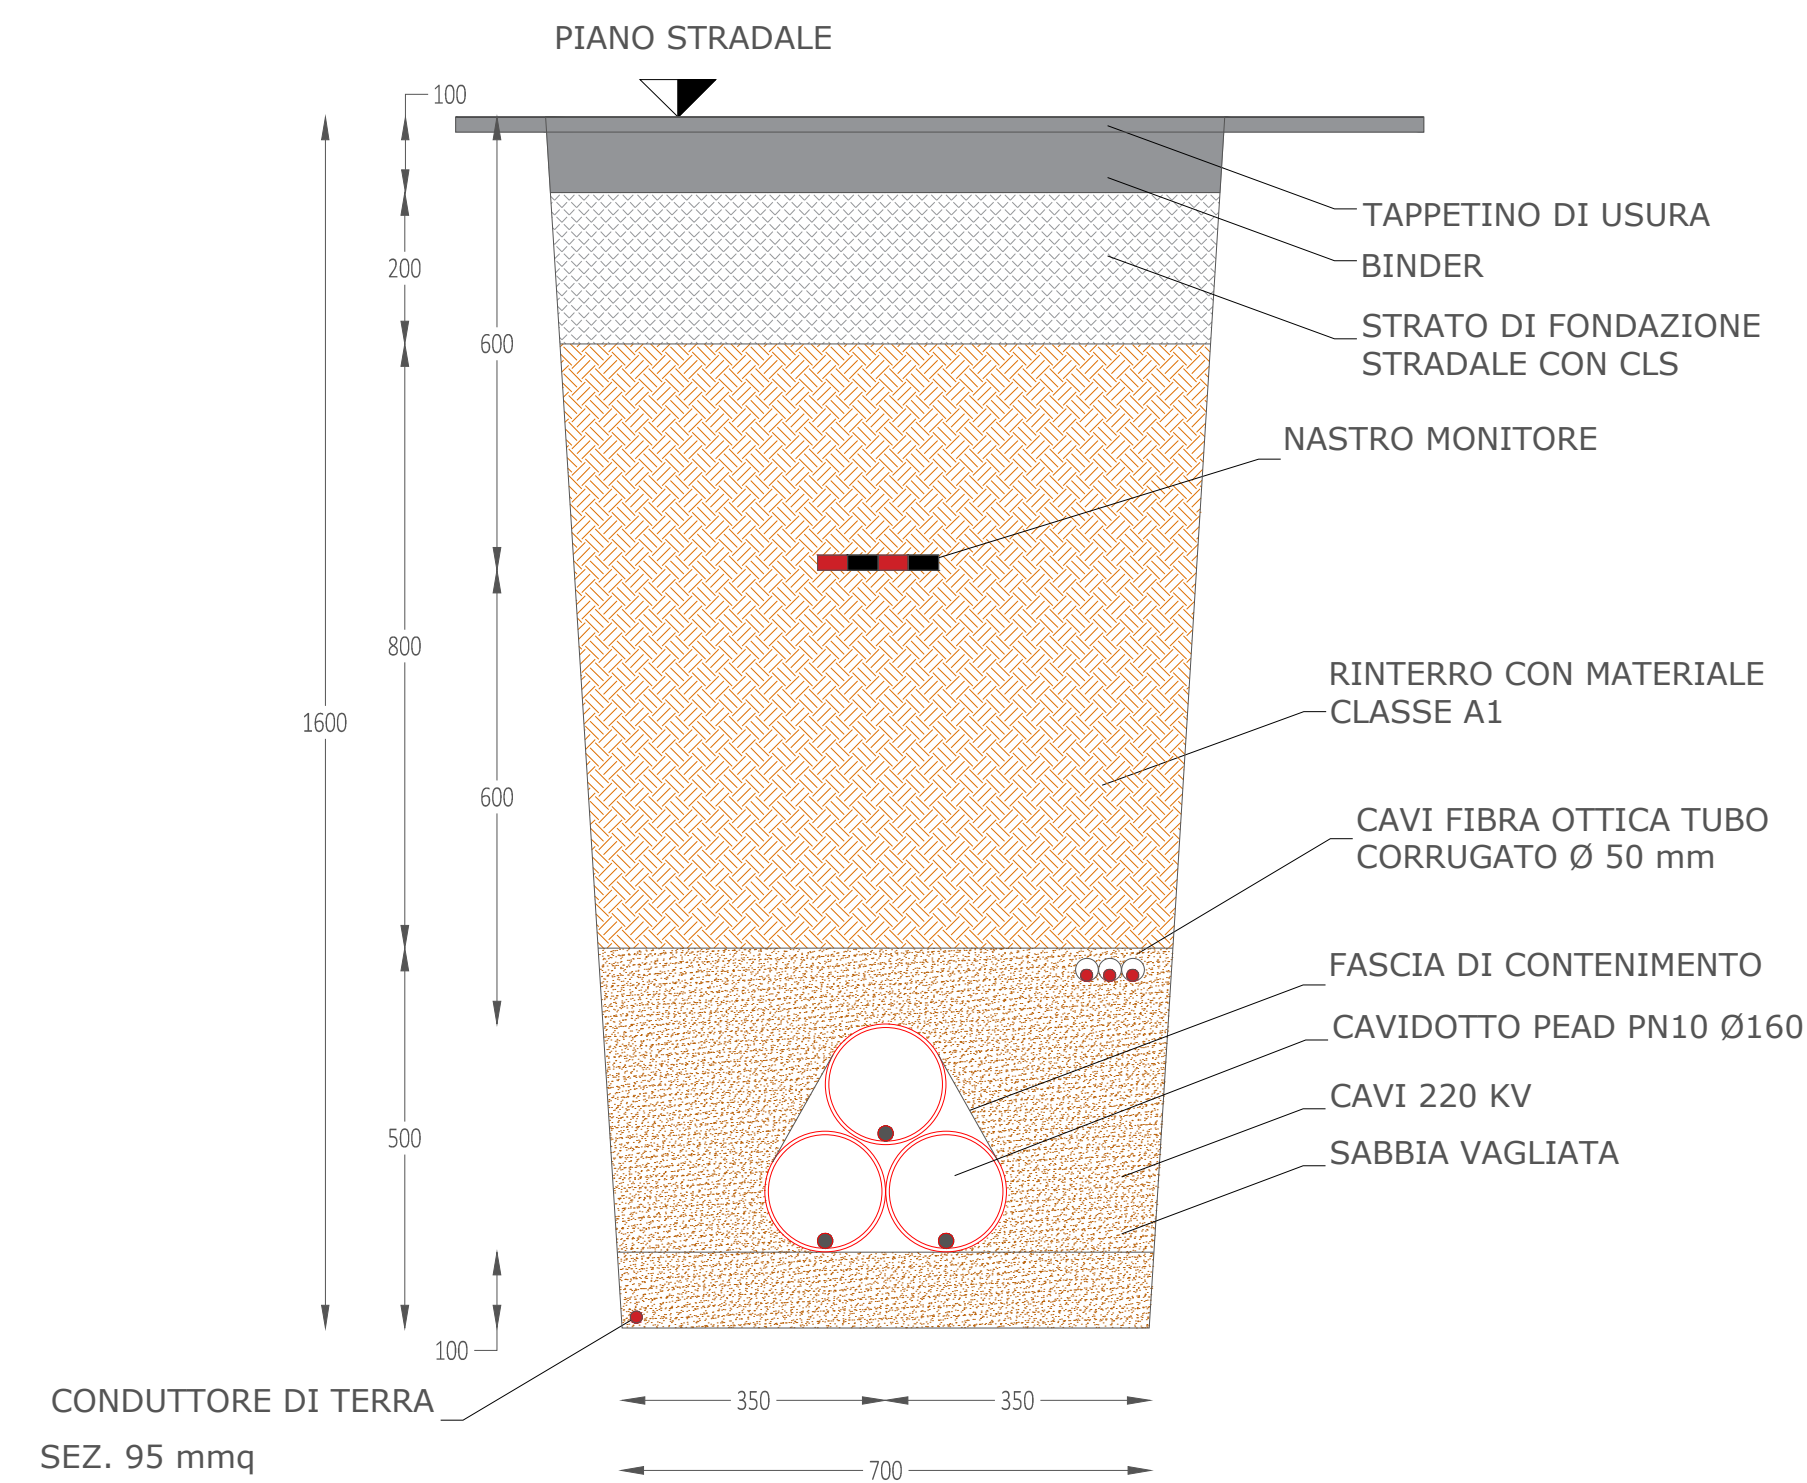 PIANO STRADALE
100
TAPPETINO DI USURA
BINDER
200
STRATO DI FONDAZIONE
STRADALE CON CLS
600
NASTRO MONITORE
800
RINTERRO CON MATERIALE
CLASSE A1
1600
600
CAVI FIBRA OTTICA TUBO
CORRUGATO Ø 50 mm
FASCIA DI CONTENIMENTO
CAVIDOTTO PEAD PN10 Ø160
CAVI 220 KV
500
SABBIA VAGLIATA
100
CONDUTTORE DI TERRA
SEZ. 95 mmq
350
350
700